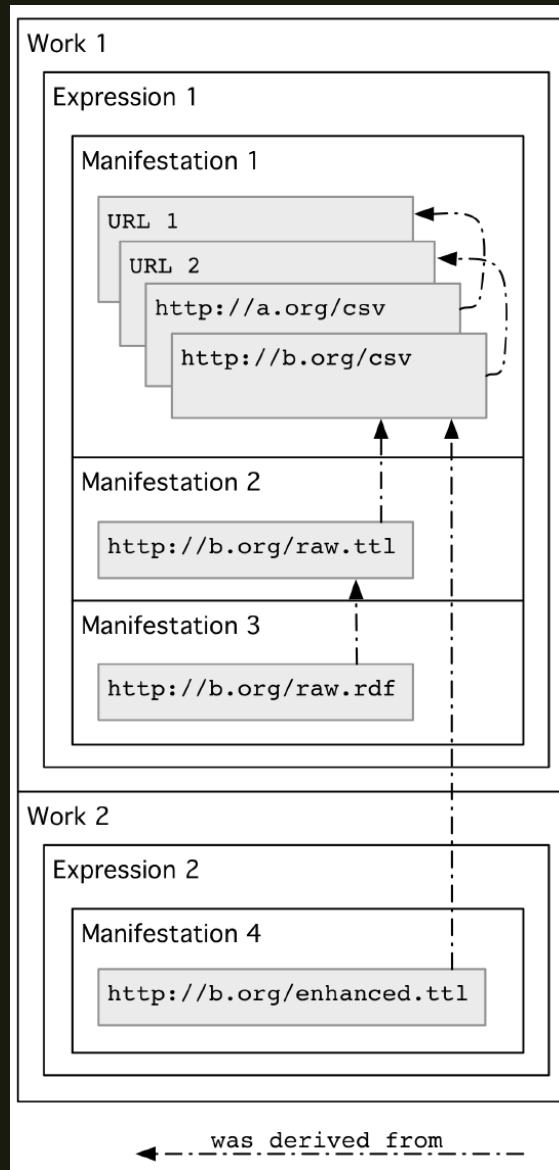 Work 1
Expression 1
Manifestation 1
URL 1
URL 2
http://a.org/csv
http://b.org/csv
Manifestation 2
http://b.org/raw.ttl
Manifestation 3
http://b.org/raw.rdf
Work 2
Expression 2
Manifestation 4
http://b.org/enhanced.ttl
was derived from